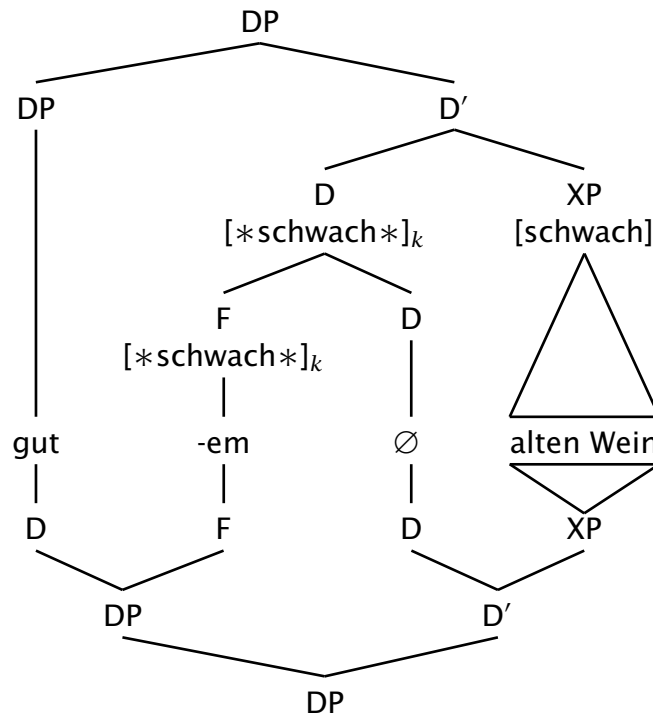 DP
DP D′
D XP
[∗schwach∗]ₖ [schwach]
F D
[∗schwach∗]ₖ
gut -em ∅ alten Wein
D F D XP
DP D′
DP